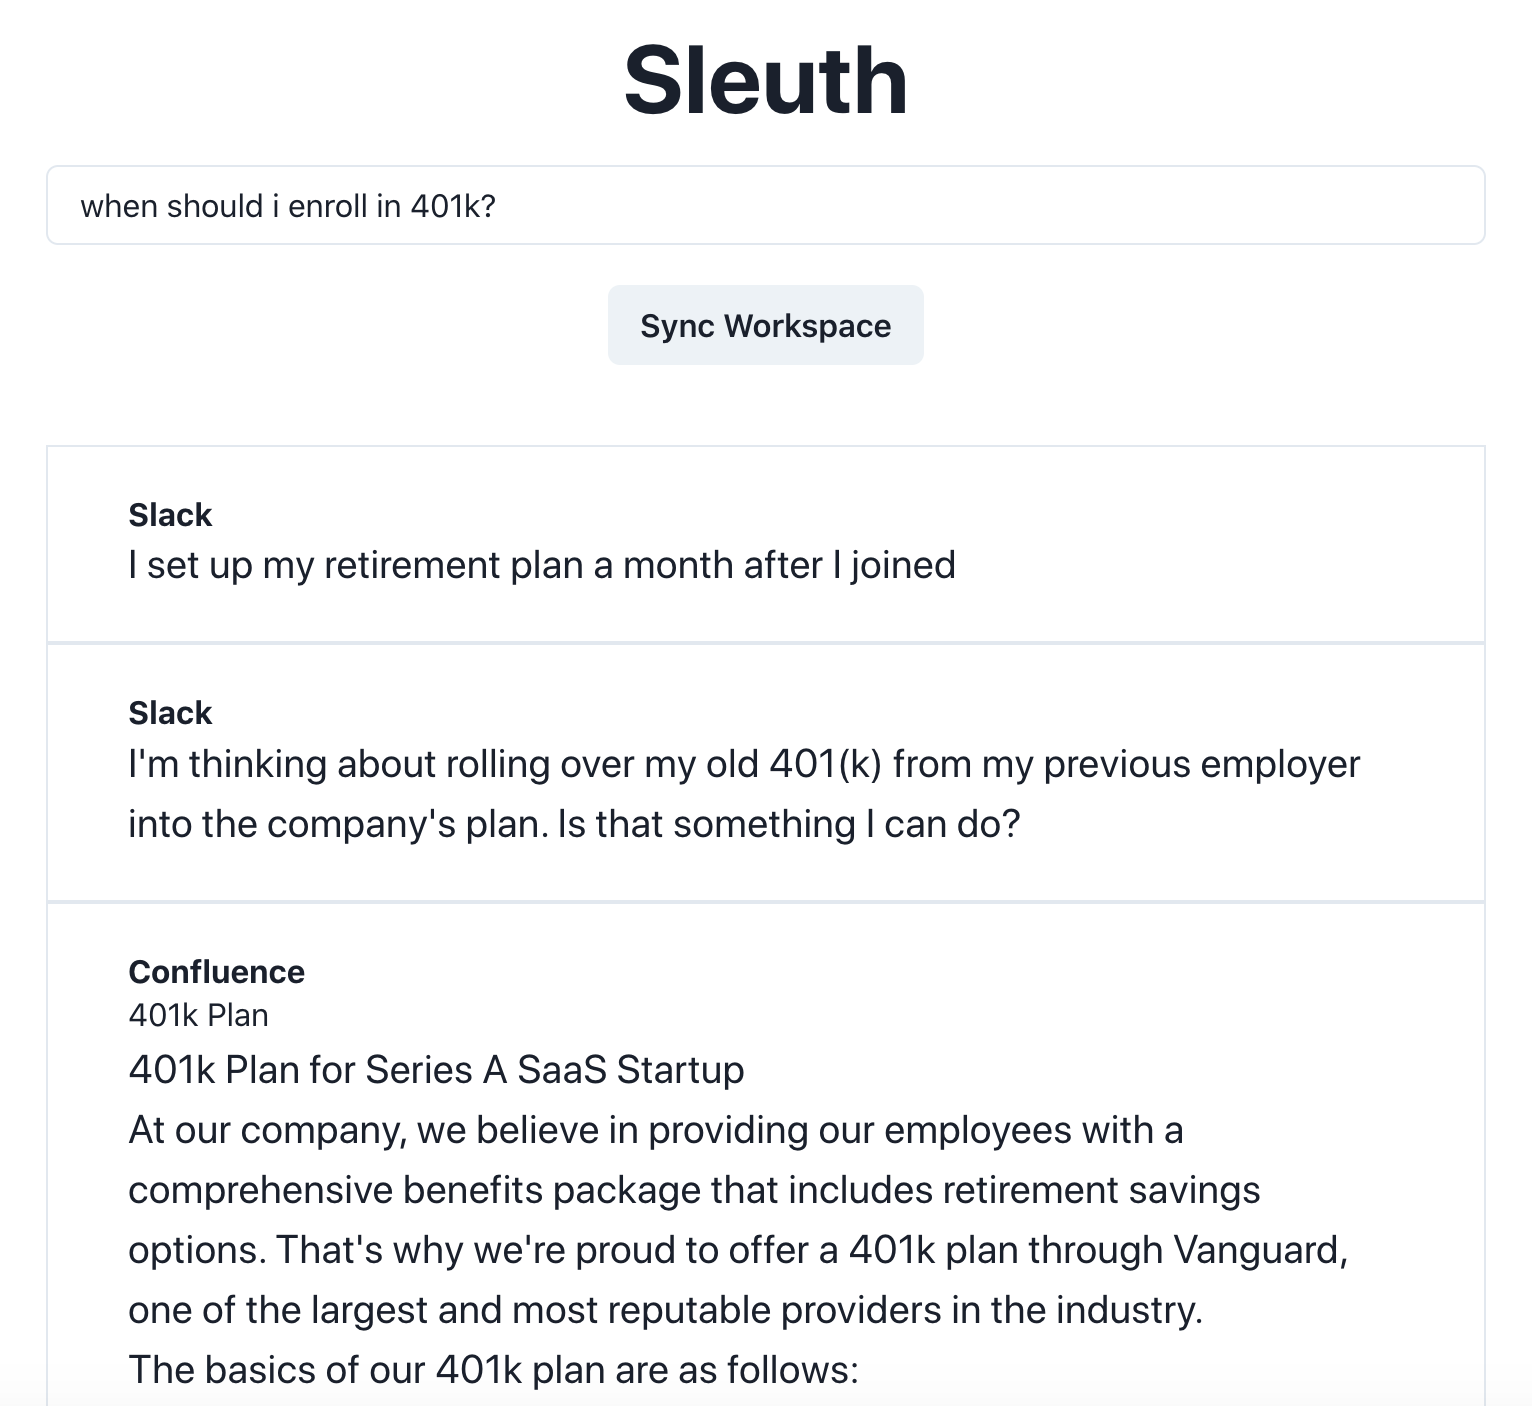 Sleuth
when should i enroll in 401k?
Sync Workspace
Slack
I set up my retirement plan a month after I joined
Slack
I'm thinking about rolling over my old 401(k) from my previous employer
into the company's plan. Is that something I can do?
Confluence
401k Plan
401k Plan for Series A SaaS Startup
At our company, we believe in providing our employees with a
comprehensive benefits package that includes retirement savings
options. That's why we're proud to offer a 401k plan through Vanguard,
one of the largest and most reputable providers in the industry.
The basics of our 401k plan are as follows: